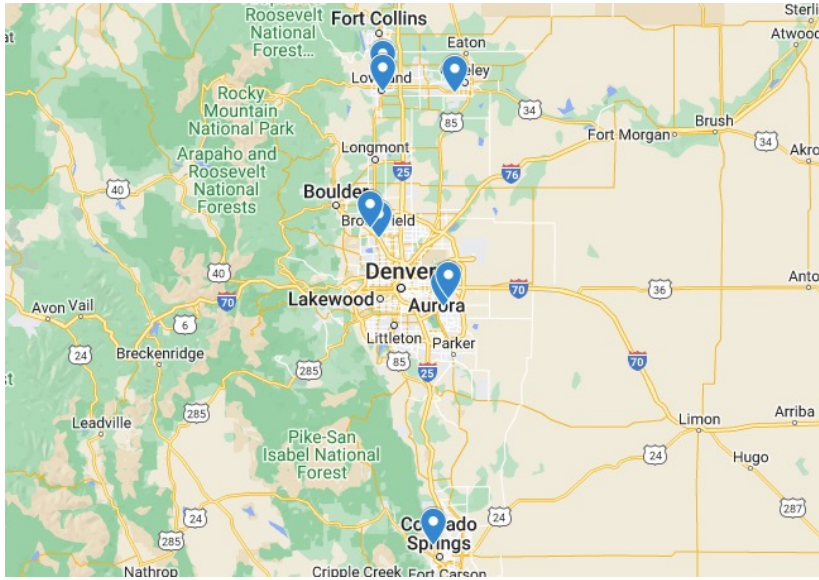 Roosevelt
National
Forest...
Fort Collins
Eaton
Sterli
Atwood
at
Rocky
Mountain
National Park
34
Brush
Fort Morgan
85
34
Akro
Longmont
Arapaho and
Roosevelt
National
Forests
25
76
40
Boulder
40
Denver
70
Lakewood
Aurora
70
36
Anto
Avon
Vail
6
Littleton
Parker
24
Breckenridge
85
25
70
285
st
285
Leadville
Limon
Arriba
Pike-San
Isabel National
Forest
24
Hugo
285
24
24
287
Springs
Nathrop
Cripple Creek
Fort Carson